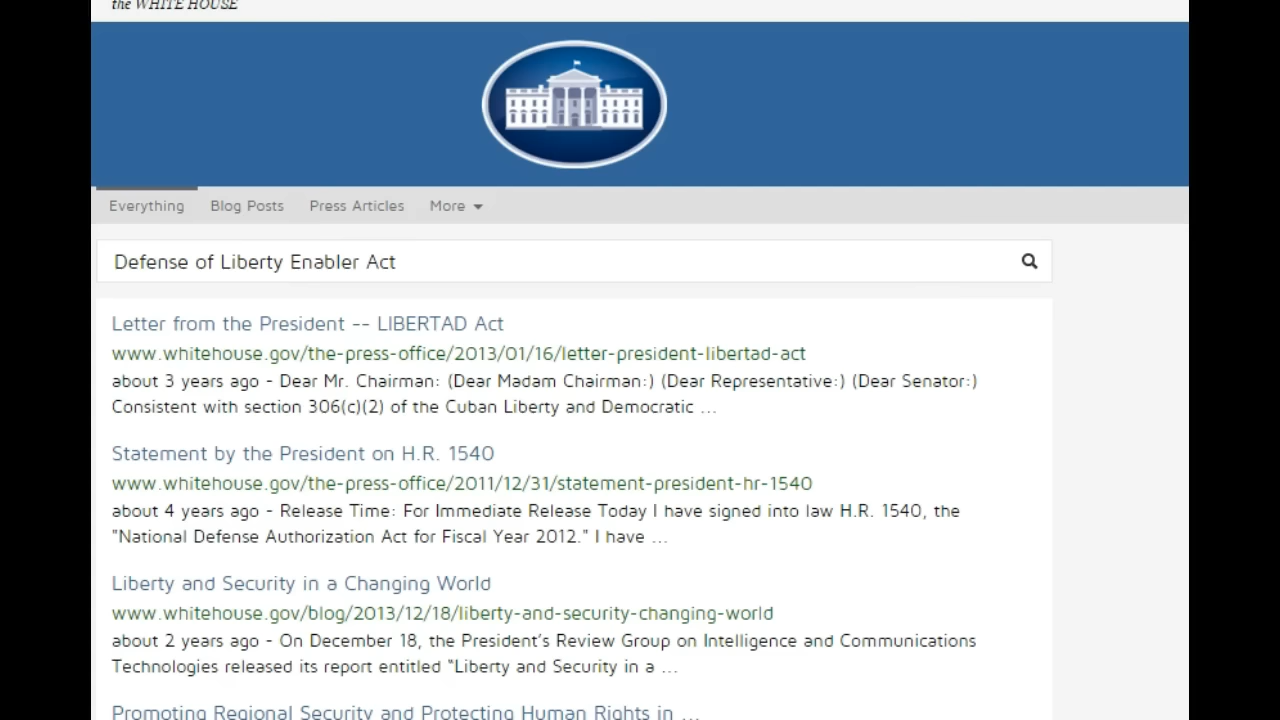 the WHITE HOUSE
Everything Blog Posts Press Articles More
Defense of Liberty Enabler Act
Letter from the President -- LIBERTAD Act
www.whitehouse.gov/the-press-office/2013/01/16/letter-president-libertad-act
about 3 years ago - Dear Mr. Chairman: (Dear Madam Chairman:) (Dear Representative:) (Dear Senator:)
Consistent with section 306(c)(2) of the Cuban Liberty and Democratic ...
Statement by the President on H.R. 1540
www.whitehouse.gov/the-press-office/2011/12/31/statement-president-hr-1540
about 4 years ago - Release Time: For Immediate Release Today I have signed into law H.R. 1540, the
"National Defense Authorization Act for Fiscal Year 2012." I have ...
Liberty and Security in a Changing World
www.whitehouse.gov/blog/2013/12/18/liberty-and-security-changing-world
about 2 years ago - On December 18, the President’s Review Group on Intelligence and Communications
Technologies released its report entitled “Liberty and Security in a ...
Promoting Regional Security and Protecting Human Rights in ...